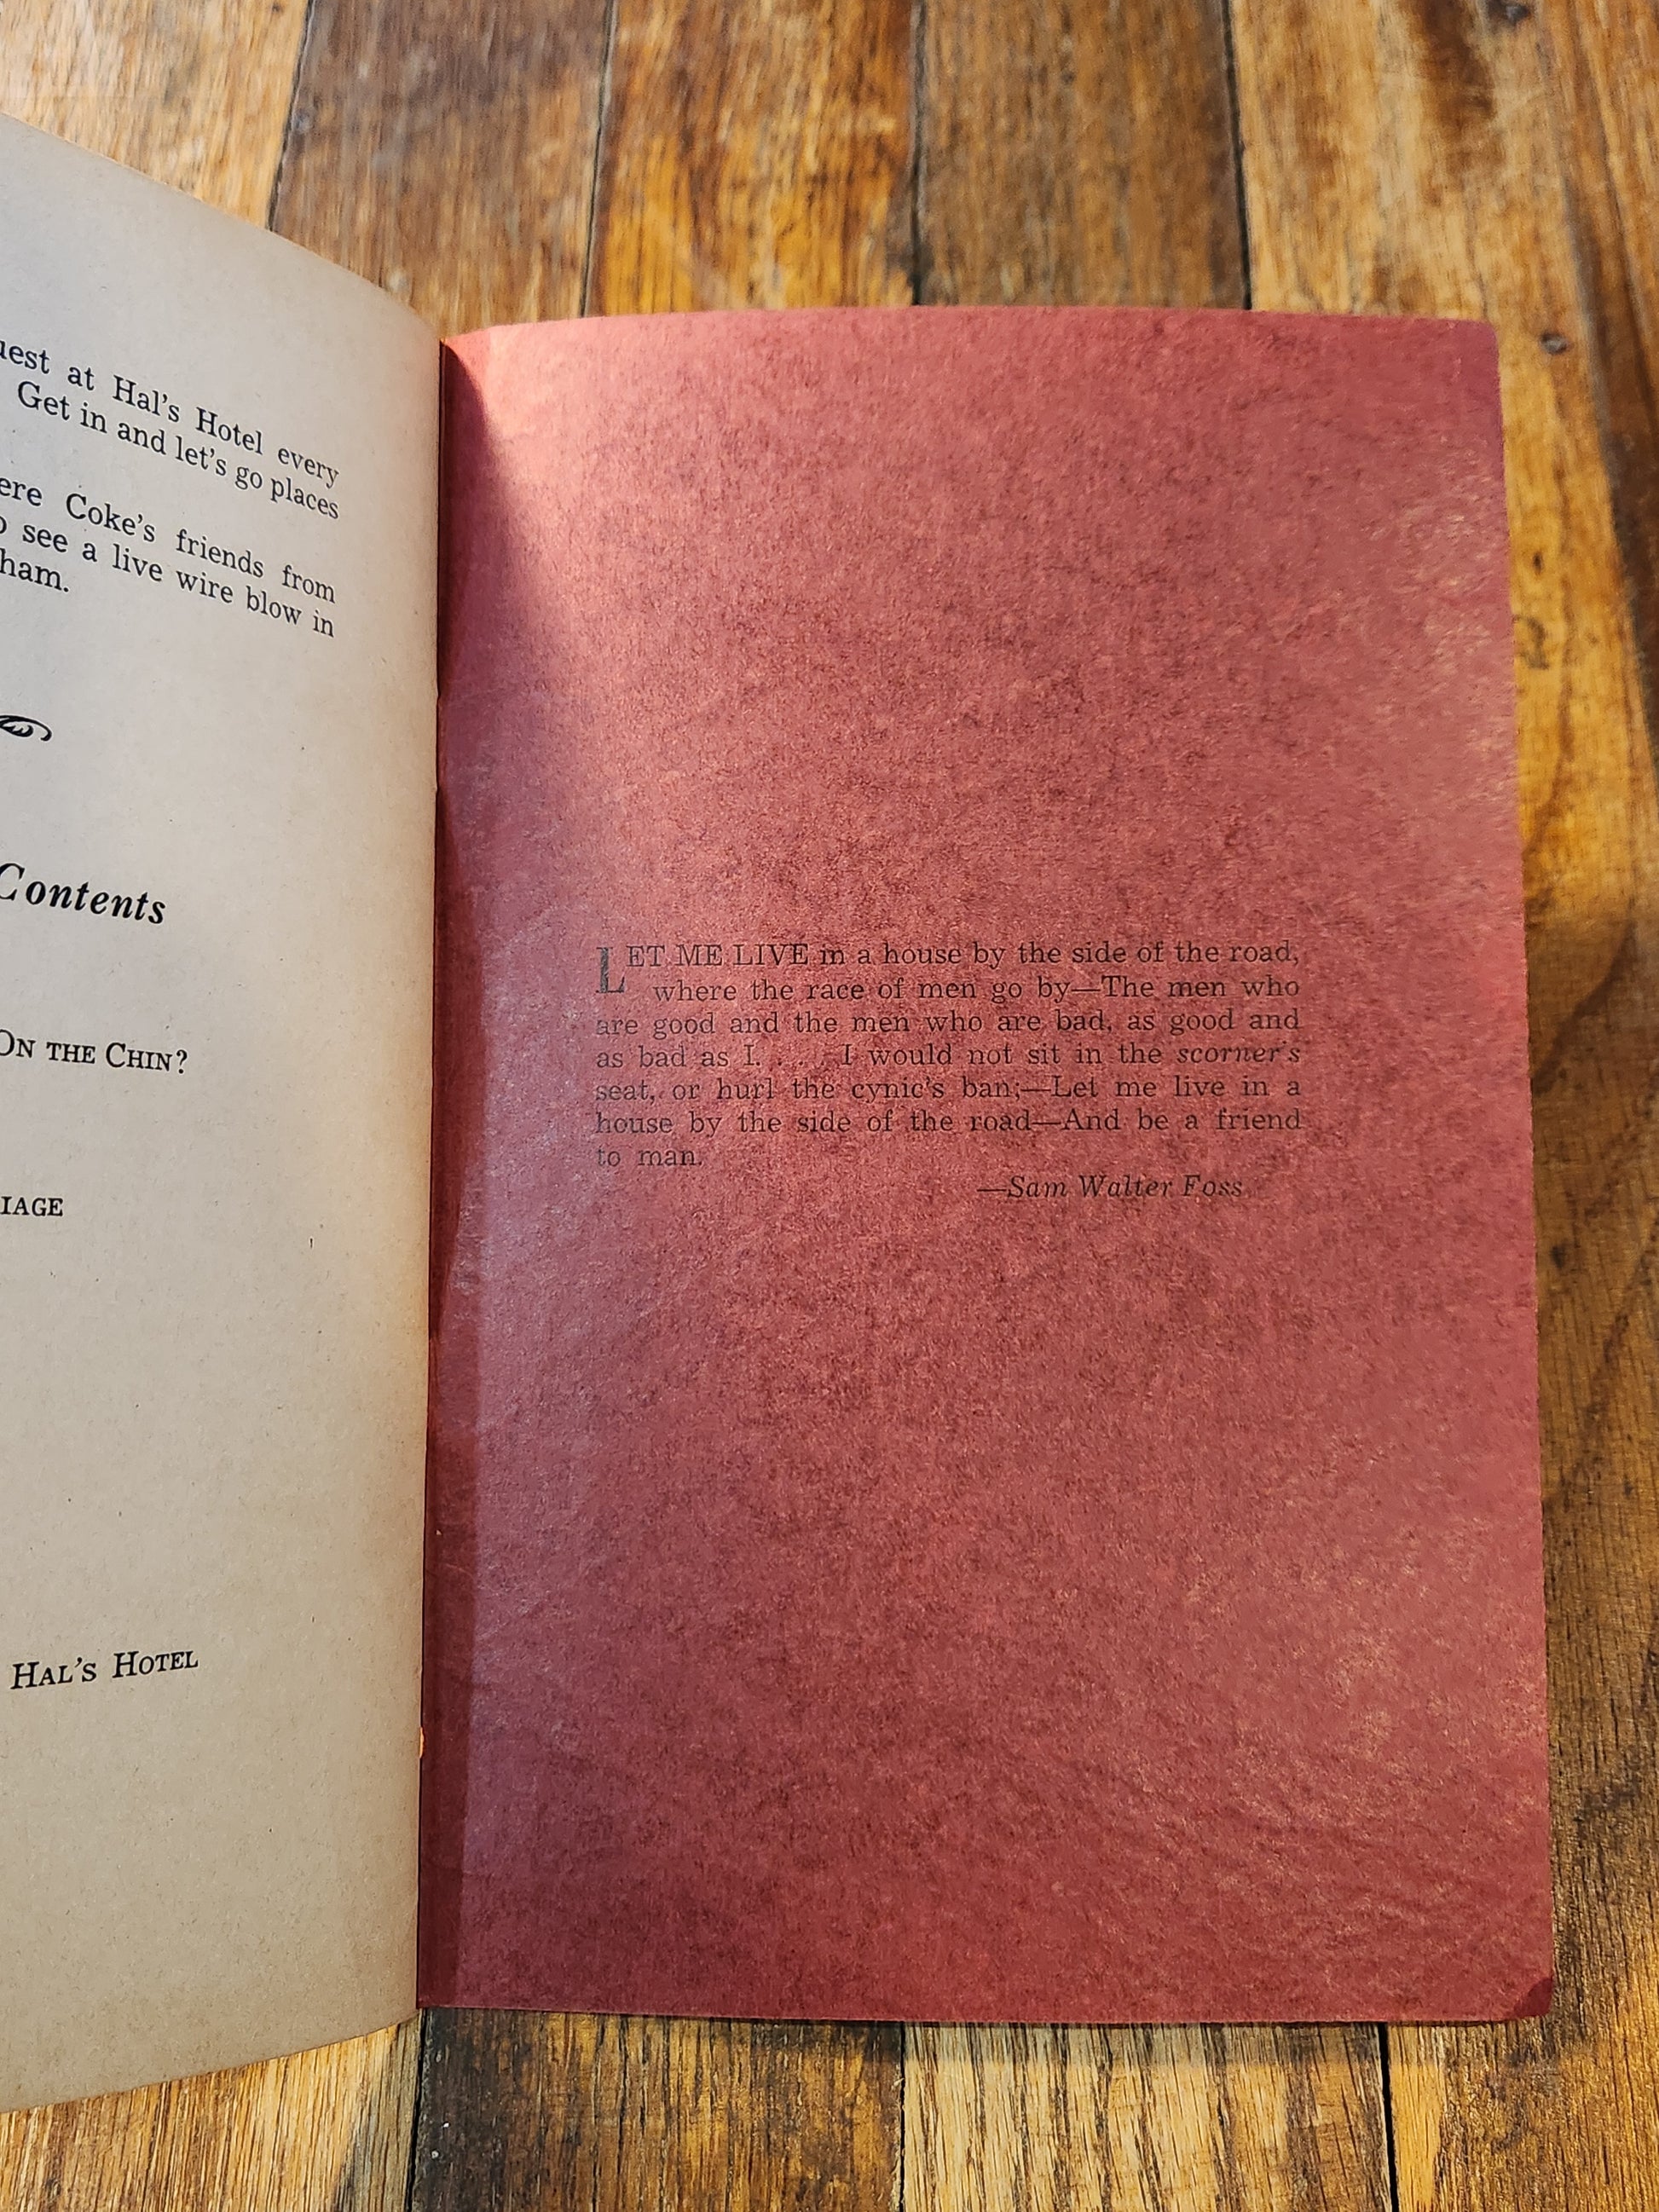 at Hal's Hotel every
Get in and let's go places
Coke's friends from
see a live wire blow in
Contents
ON THE CHIN?
HAL'S HOTEL
LET ME LIVE in a house by the side of the road,
where the race of men go by—The men who
are good and the men who are bad, as good and
as bad as I. . . . I would not sit in the scorner's
seat, or hurl the cynic's ban;—Let me live in a
house by the side of the road—And be a friend
to man.
—Sam Walter Foss